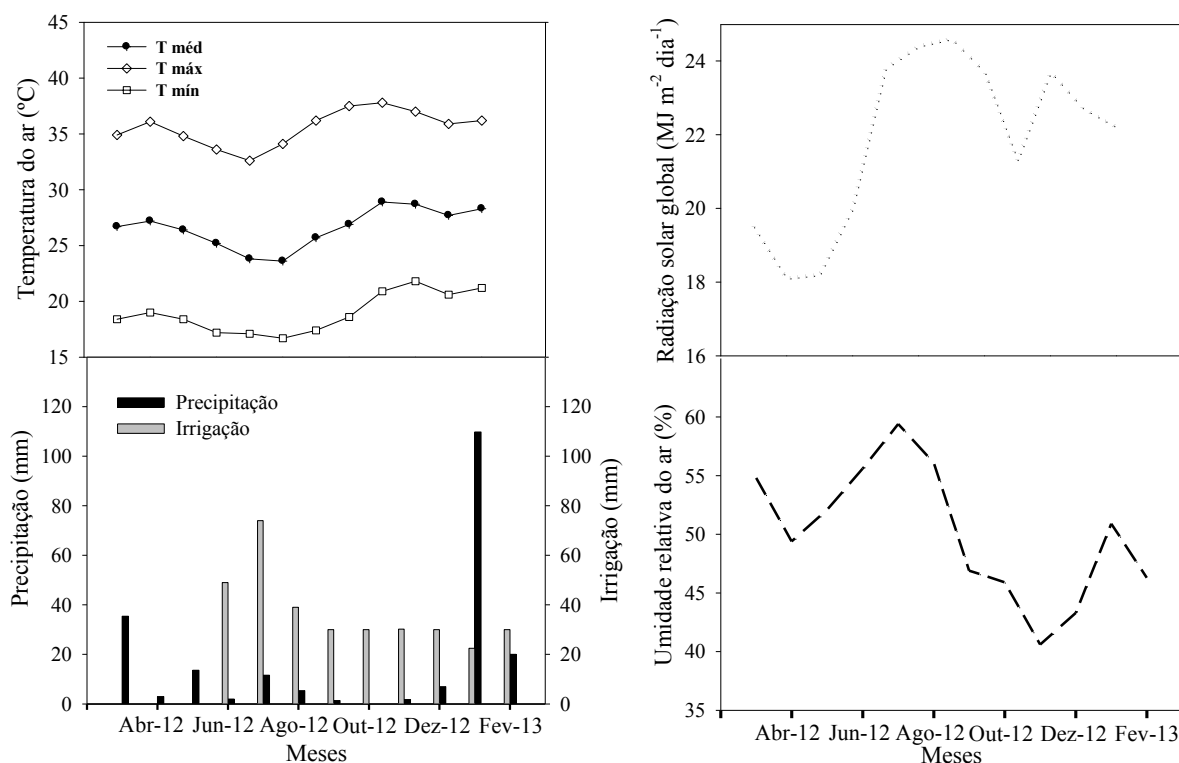 45
40
35
30
25
20
15
Temperatura do ar (ºC)
T méd
T máx
T mín
24
22
20
18
16
Radiação solar global (MJ m⁻² dia⁻¹)
120
100
80
60
40
20
0
Precipitação (mm)
Precipitação
Irrigação
120
100
80
60
40
20
0
Irrigação (mm)
Abr-12 Jun-12 Ago-12 Out-12 Dez-12 Fev-13
Meses
60
55
50
45
40
35
Umidade relativa do ar (%)
Abr-12 Jun-12 Ago-12 Out-12 Dez-12 Fev-13
Meses